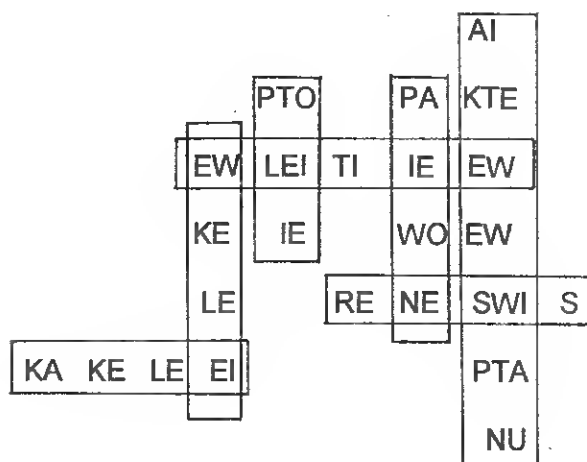 AI
PTO PA KTE
EW LEI TI IE EW
KE IE WO EW
LE RE NE SWI S
KA KE LE EI PTA
NU